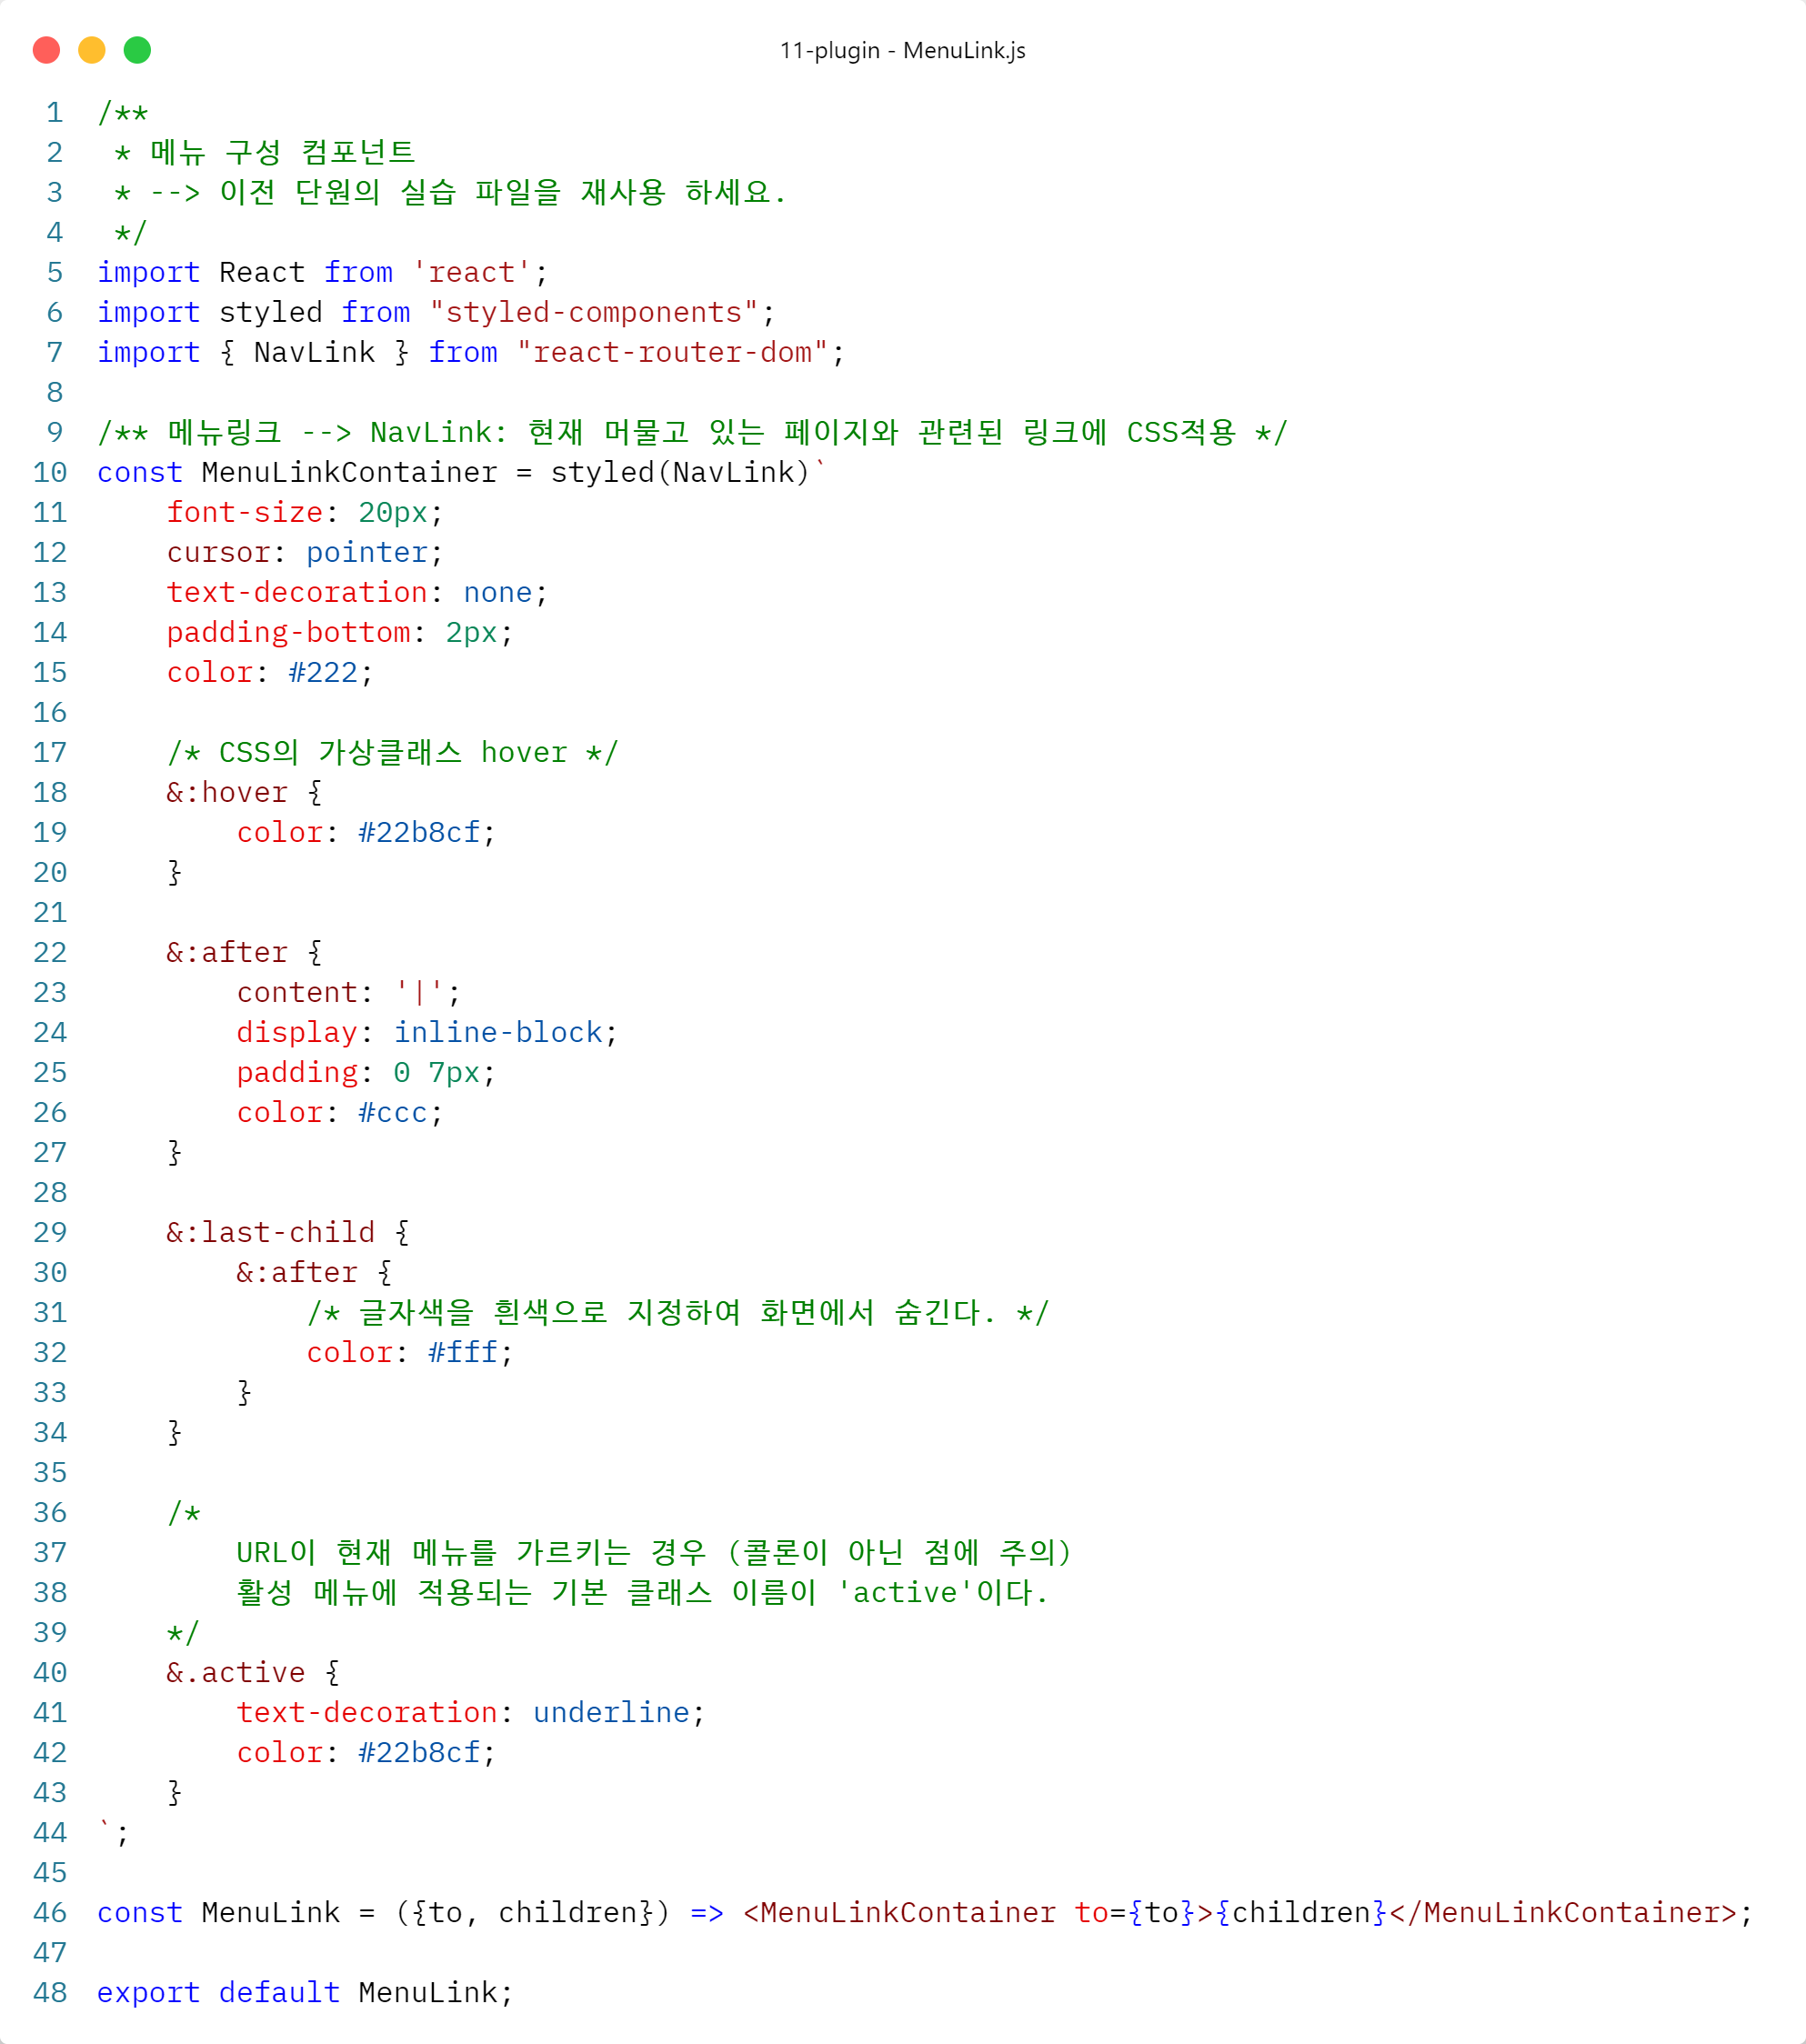 11-plugin - MenuLink.js
1 /**
2  * 메뉴 구성 컴포넌트
3  * --> 이전 단원의 실습 파일을 재사용 하세요.
4  */
5 import React from 'react';
6 import styled from "styled-components";
7 import { NavLink } from "react-router-dom";
8
9 /** 메뉴링크 --> NavLink: 현재 머물고 있는 페이지와 관련된 링크에 CSS적용 */
10 const MenuLinkContainer = styled(NavLink)`
11     font-size: 20px;
12     cursor: pointer;
13     text-decoration: none;
14     padding-bottom: 2px;
15     color: #222;
16
17     /* CSS의 가상클래스 hover */
18     &:hover {
19         color: #22b8cf;
20     }
21
22     &:after {
23         content: '|';
24         display: inline-block;
25         padding: 0 7px;
26         color: #ccc;
27     }
28
29     &:last-child {
30         &:after {
31             /* 글자색을 흰색으로 지정하여 화면에서 숨긴다. */
32             color: #fff;
33         }
34     }
35
36     /*
37         URL이 현재 메뉴를 가르키는 경우 (콜론이 아닌 점에 주의)
38         활성 메뉴에 적용되는 기본 클래스 이름이 'active'이다.
39     */
40     &.active {
41         text-decoration: underline;
42         color: #22b8cf;
43     }
44 `;
45
46 const MenuLink = ({to, children}) => <MenuLinkContainer to={to}>{children}</MenuLinkContainer>;
47
48 export default MenuLink;